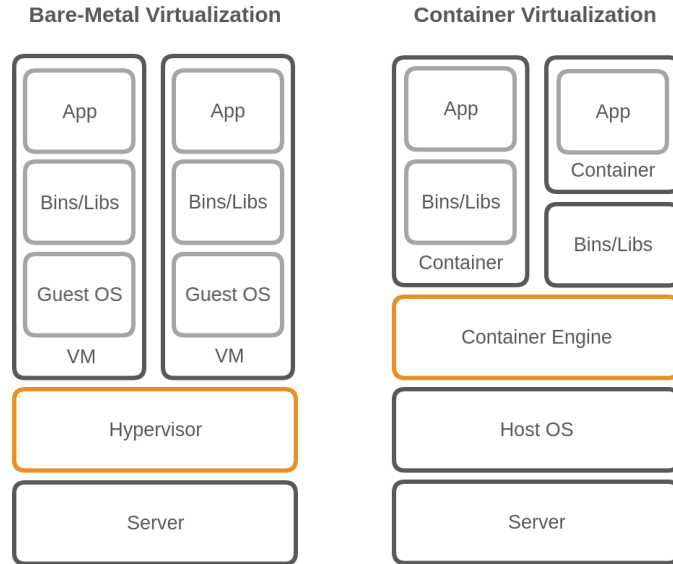 Bare-Metal Virtualization
App
App
Bins/Libs
Bins/Libs
Guest OS
Guest OS
VM
VM
Hypervisor
Server
Container Virtualization
App
App
Container
Bins/Libs
Bins/Libs
Container
Container Engine
Host OS
Server